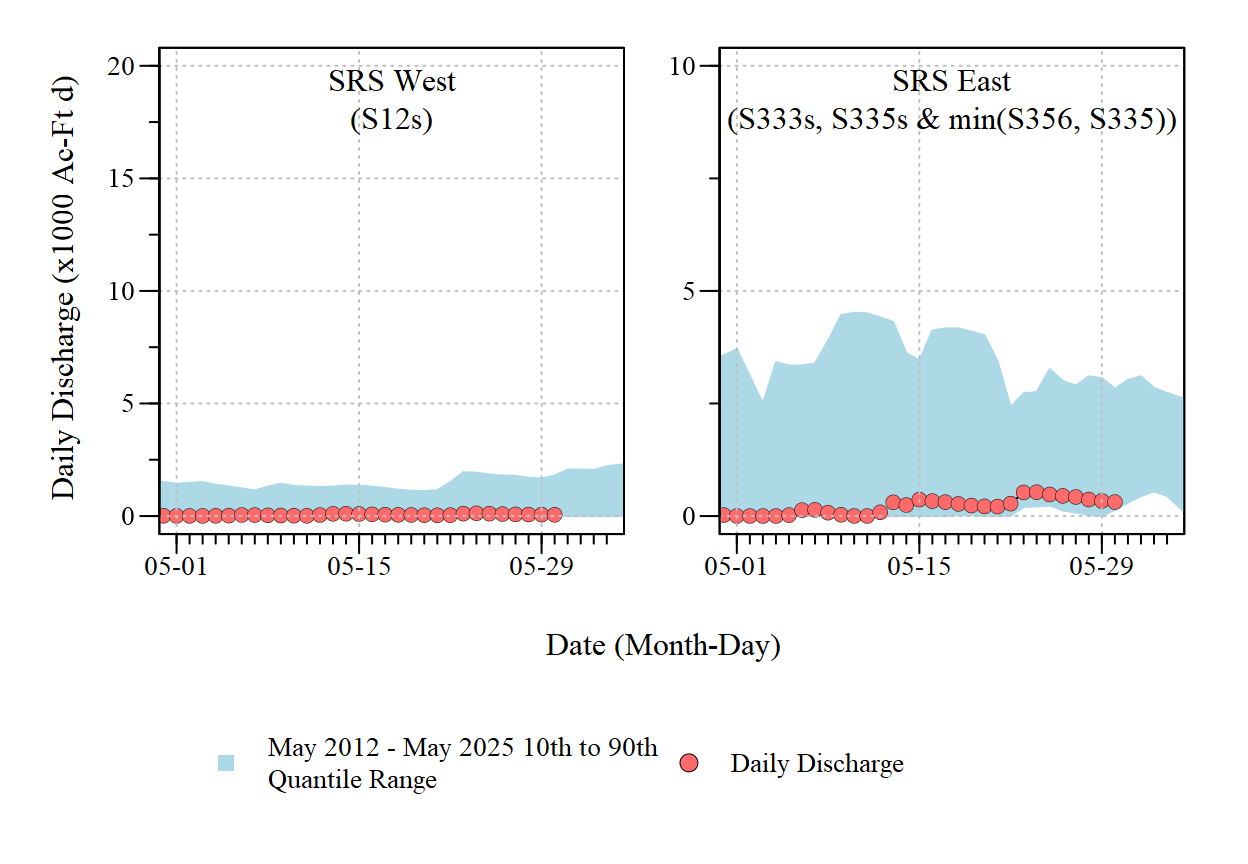 SRS West
(S12s)
SRS East
(S333s, S335s & min(S356, S335))
Daily Discharge (x1000 Ac-Ft d)
20
15
10
5
0
10
5
0
05-01
05-15
05-29
05-01
05-15
05-29
Date (Month-Day)
May 2012 - May 2025 10th to 90th
Quantile Range
Daily Discharge